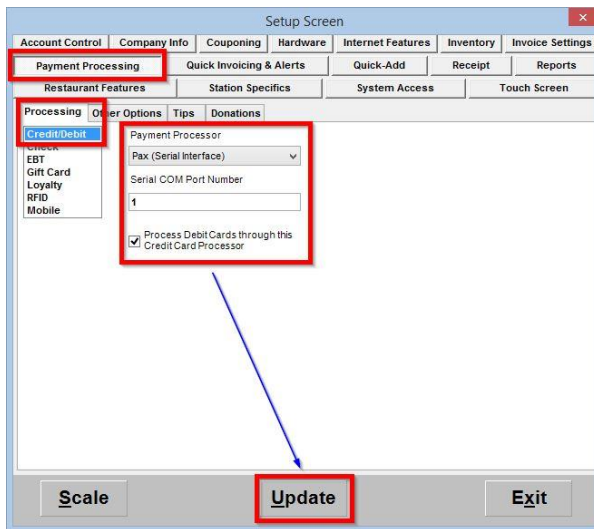 Setup Screen
Account Control Company Info Couponing Hardware Internet Features Inventory Invoice Settings
Payment Processing Quick Invoicing & Alerts Quick-Add Receipt Reports
Restaurant Features Station Specifics System Access Touch Screen
Processing Other Options Tips Donations
Credit/Debit
Check
EBT
Gift Card
Loyalty
RFID
Mobile
Payment Processor
Pax (Serial Interface)
Serial COM Port Number
1
Process Debit Cards through this
Credit Card Processor
Scale Update Exit